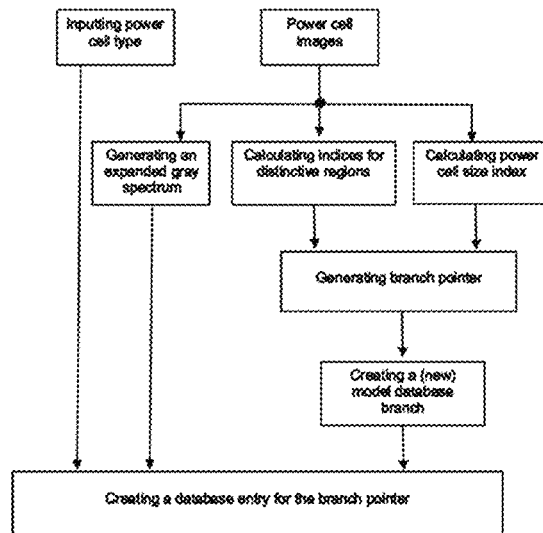 Inputting power
cell type
Power cell
images
Generating an
expanded gray
spectrum
Calculating indices for
distinctive regions
Calculating power
cell size index
Generating branch pointer
Creating a (new)
model database
branch
Creating a database entry for the branch pointer